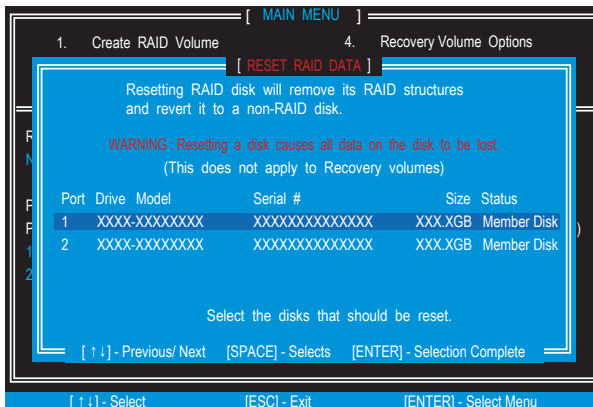 [ MAIN MENU ]
1. Create RAID Volume 4. Recovery Volume Options
[ RESET RAID DATA ]
Resetting RAID disk will remove its RAID structures
and revert it to a non-RAID disk.
WARNING : Resetting a disk causes all data on the disk to be lost
(This does not apply to Recovery volumes)
Port Drive Model Serial # Size Status
1 XXXX-XXXXXXXX XXXXXXXXXXXXXX XXX.XGB Member Disk
2 XXXX-XXXXXXXX XXXXXXXXXXXXXX XXX.XGB Member Disk
)
1
2
Select the disks that should be reset.
[ ↑↓] - Previous/ Next [SPACE] - Selects [ENTER] - Selection Complete
[ ↑↓] - Select [ESC] - Exit [ENTER] - Select Menu